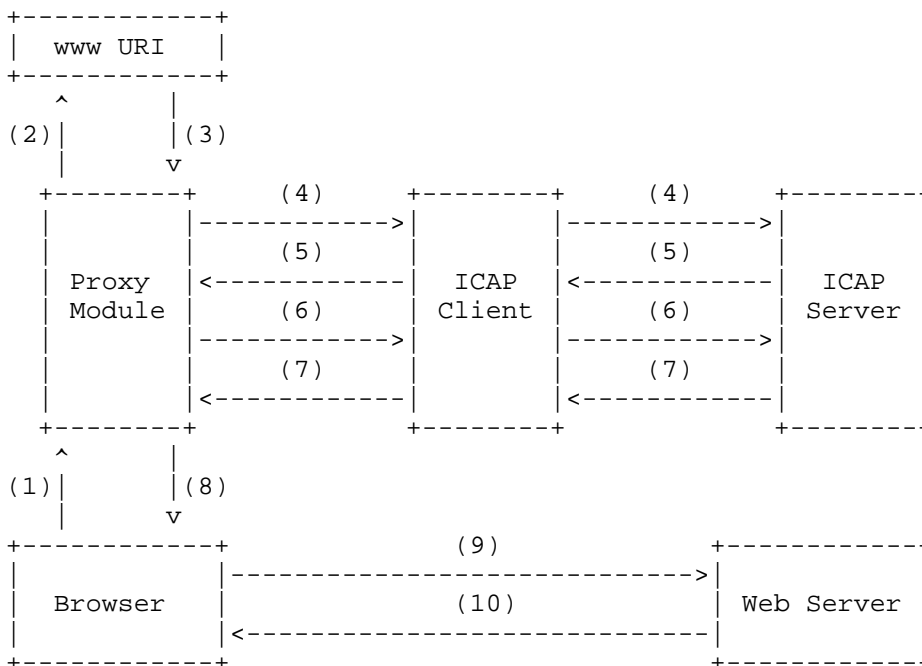 www URI
(2) (3)
(4) (4)
(5) (5)
Proxy ICAP ICAP
Module (6) Client (6) Server
(7) (7)
(1) (8)
(9)
Browser (10) Web Server